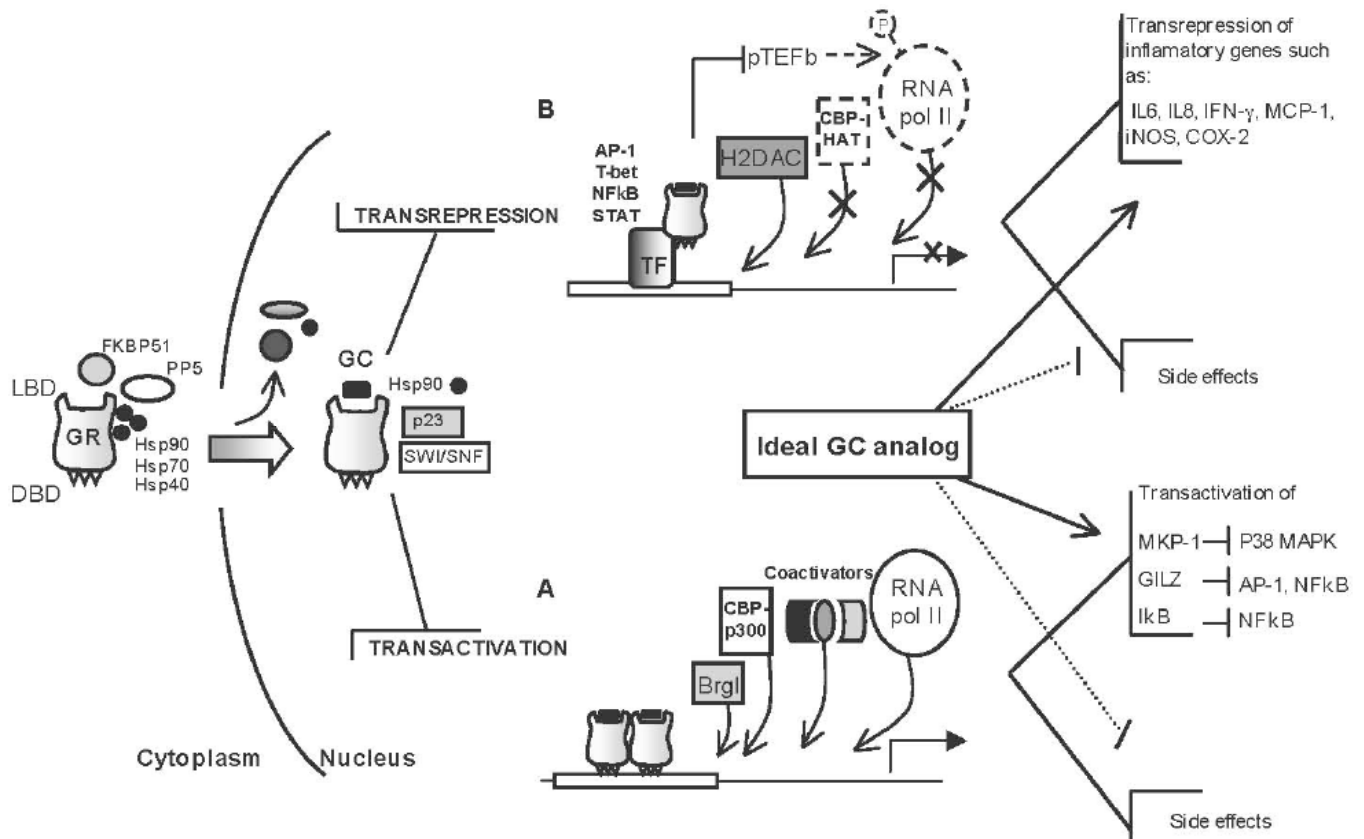 FKBP51
PP5
LBD
GR
Hsp90
Hsp70
Hsp40
DBD
Cytoplasm
Nucleus
GC
Hsp90
p23
SWI/SNF
TRANSREPRESSION
TRANSACTIVATION
B
AP-1
T-bet
NFkB
STAT
TF
pTEFb
P
H2DAC
CBP-
HAT
RNA
pol II
A
BrgI
CBP-
p300
Coactivators
RNA
pol II
Ideal GC analog
Transrepression of
inflamatory genes such
as:
IL6, IL8, IFN-γ, MCP-1,
iNOS, COX-2
Side effects
Transactivation of
MKP-1 P38 MAPK
GILZ AP-1, NFkB
IkB NFkB
Side effects